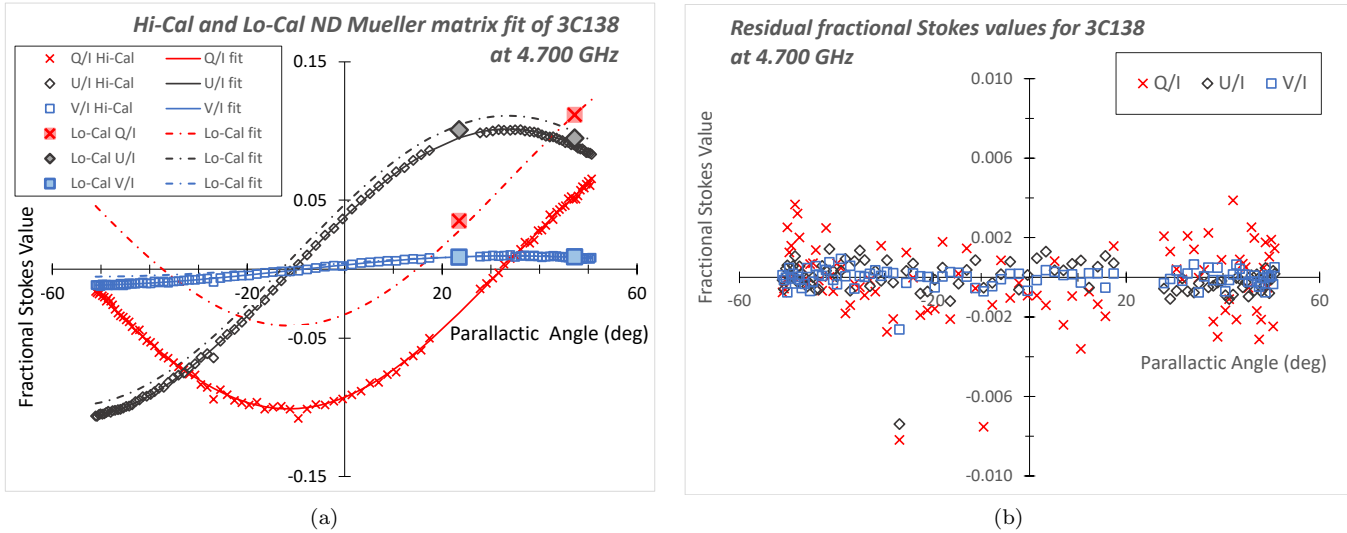 Hi-Cal and Lo-Cal ND Mueller matrix fit of 3C138
at 4.700 GHz
Q/I Hi-Cal
Q/I fit
U/I Hi-Cal
U/I fit
V/I Hi-Cal
V/I fit
Lo-Cal Q/I
Lo-Cal fit
Lo-Cal U/I
Lo-Cal fit
Lo-Cal V/I
Lo-Cal fit
Fractional Stokes Value
0.15
0.05
-0.05
-0.15
-60
-20
20
60
Parallactic Angle (deg)
(a)
Residual fractional Stokes values for 3C138
at 4.700 GHz
Q/I
U/I
V/I
Fractional Stokes Value
0.010
0.006
0.002
-0.002
-0.006
-0.010
-60
-20
20
60
Parallactic Angle (deg)
(b)